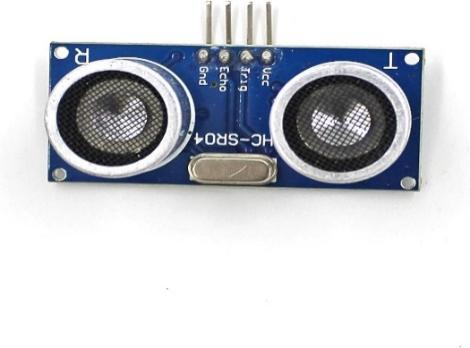 R
T
Gnd
Echo
Trig
Vcc
HC-SR04